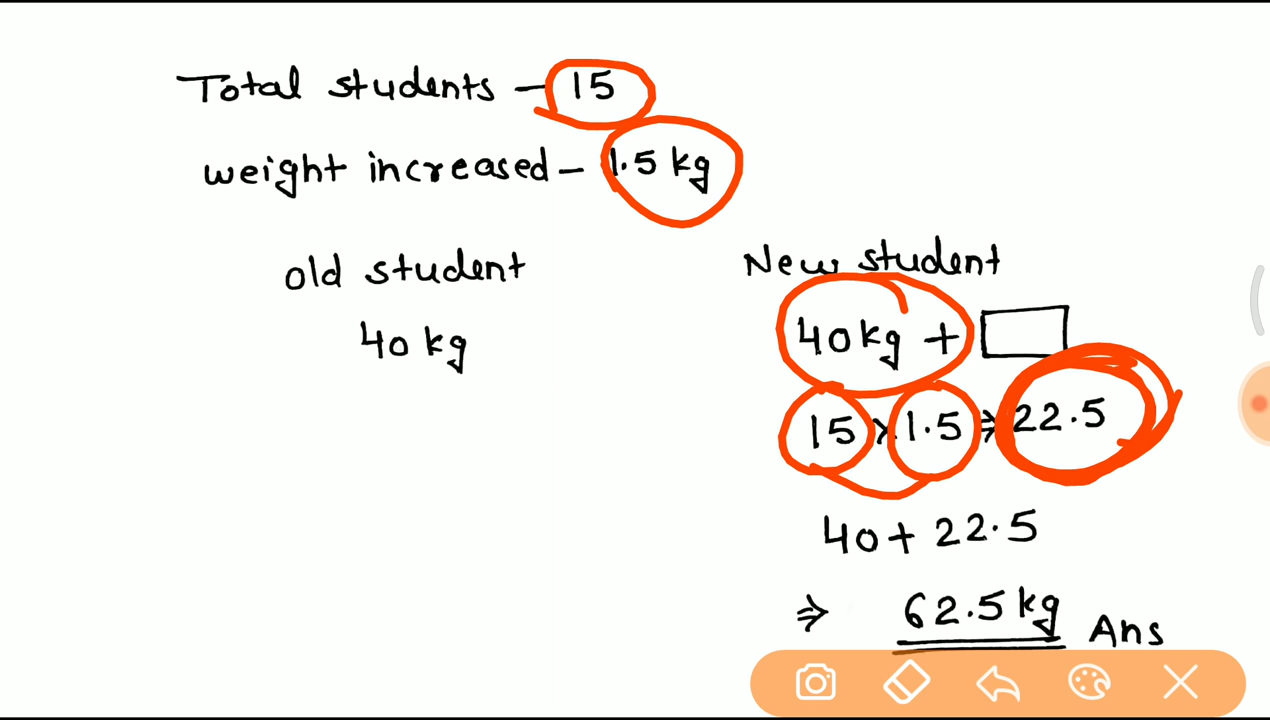 Total students - 15
weight increased - 1.5 kg
old student
40 kg
New student
40kg +
15 × 1.5 ⇒ 22.5
40 + 22.5
⇒ 62.5 kg Ans